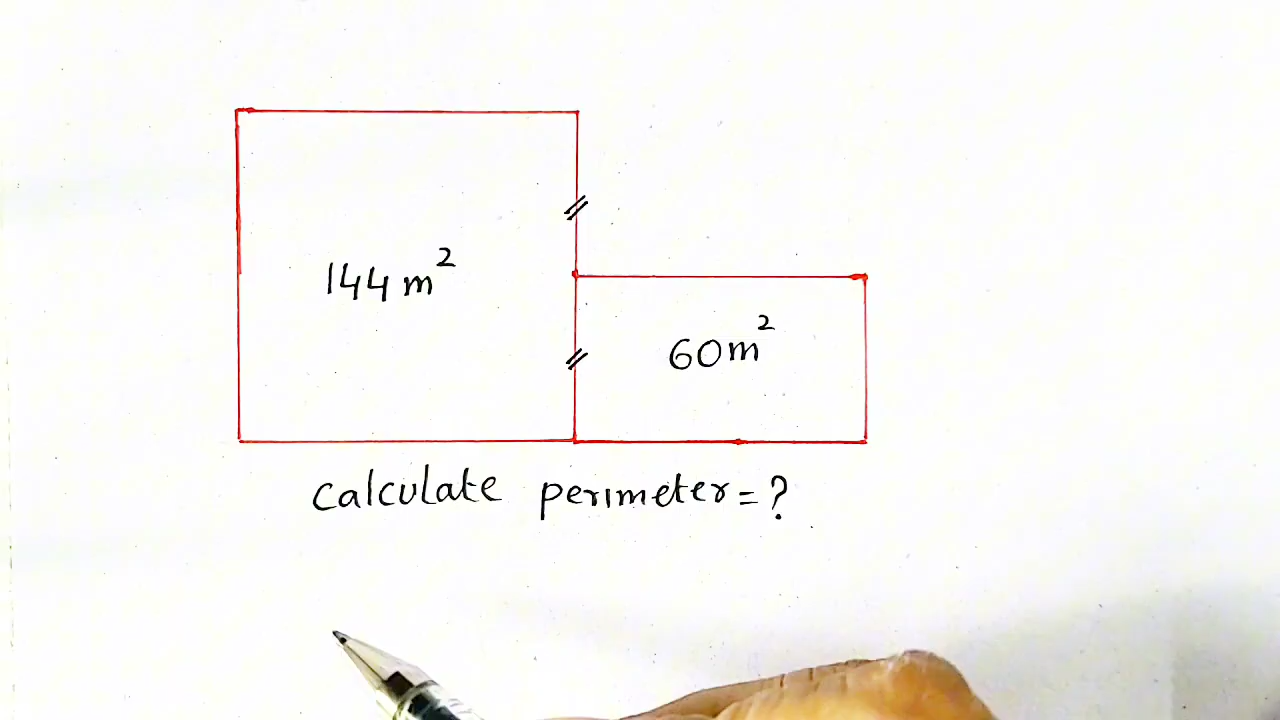 144 m²
60m²
calculate perimeter = ?